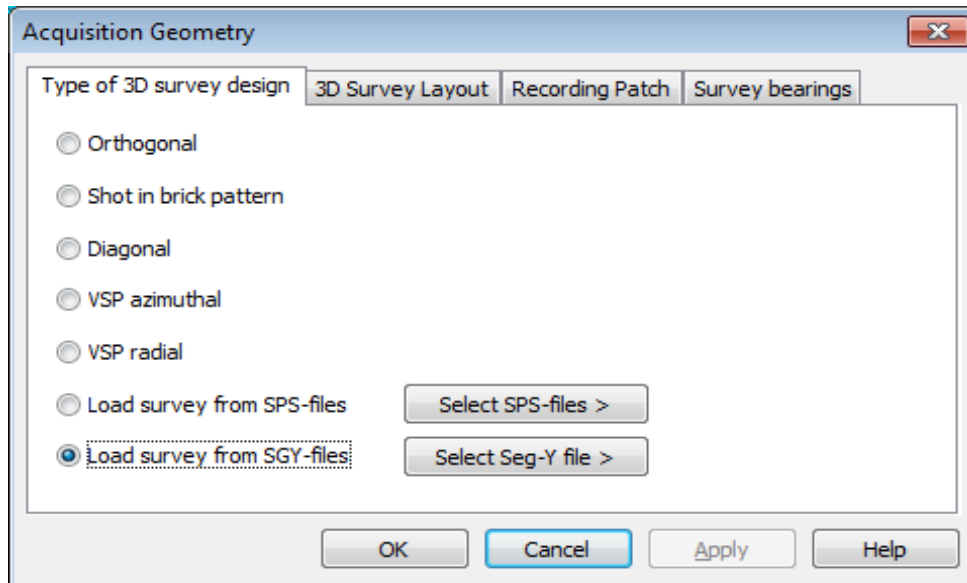 Acquisition Geometry
Type of 3D survey design 3D Survey Layout Recording Patch Survey bearings
Orthogonal
Shot in brick pattern
Diagonal
VSP azimuthal
VSP radial
Load survey from SPS-files Select SPS-files >
Load survey from SGY-files Select Seg-Y file >
OK Cancel Apply Help